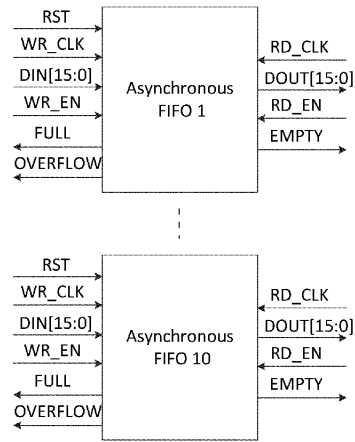 RST
WR_CLK
DIN[15:0]
WR_EN
FULL
OVERFLOW
Asynchronous
FIFO 1
RD_CLK
DOUT[15:0]
RD_EN
EMPTY
RST
WR_CLK
DIN[15:0]
WR_EN
FULL
OVERFLOW
Asynchronous
FIFO 10
RD_CLK
DOUT[15:0]
RD_EN
EMPTY